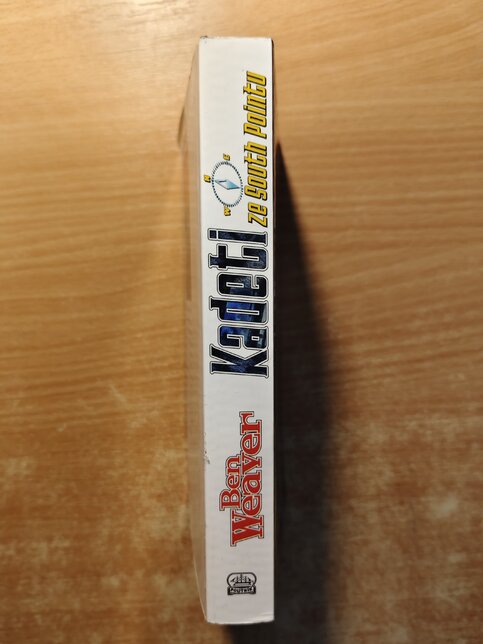 Ben
Weaver
Kadeti
W N E
ze South Pointu